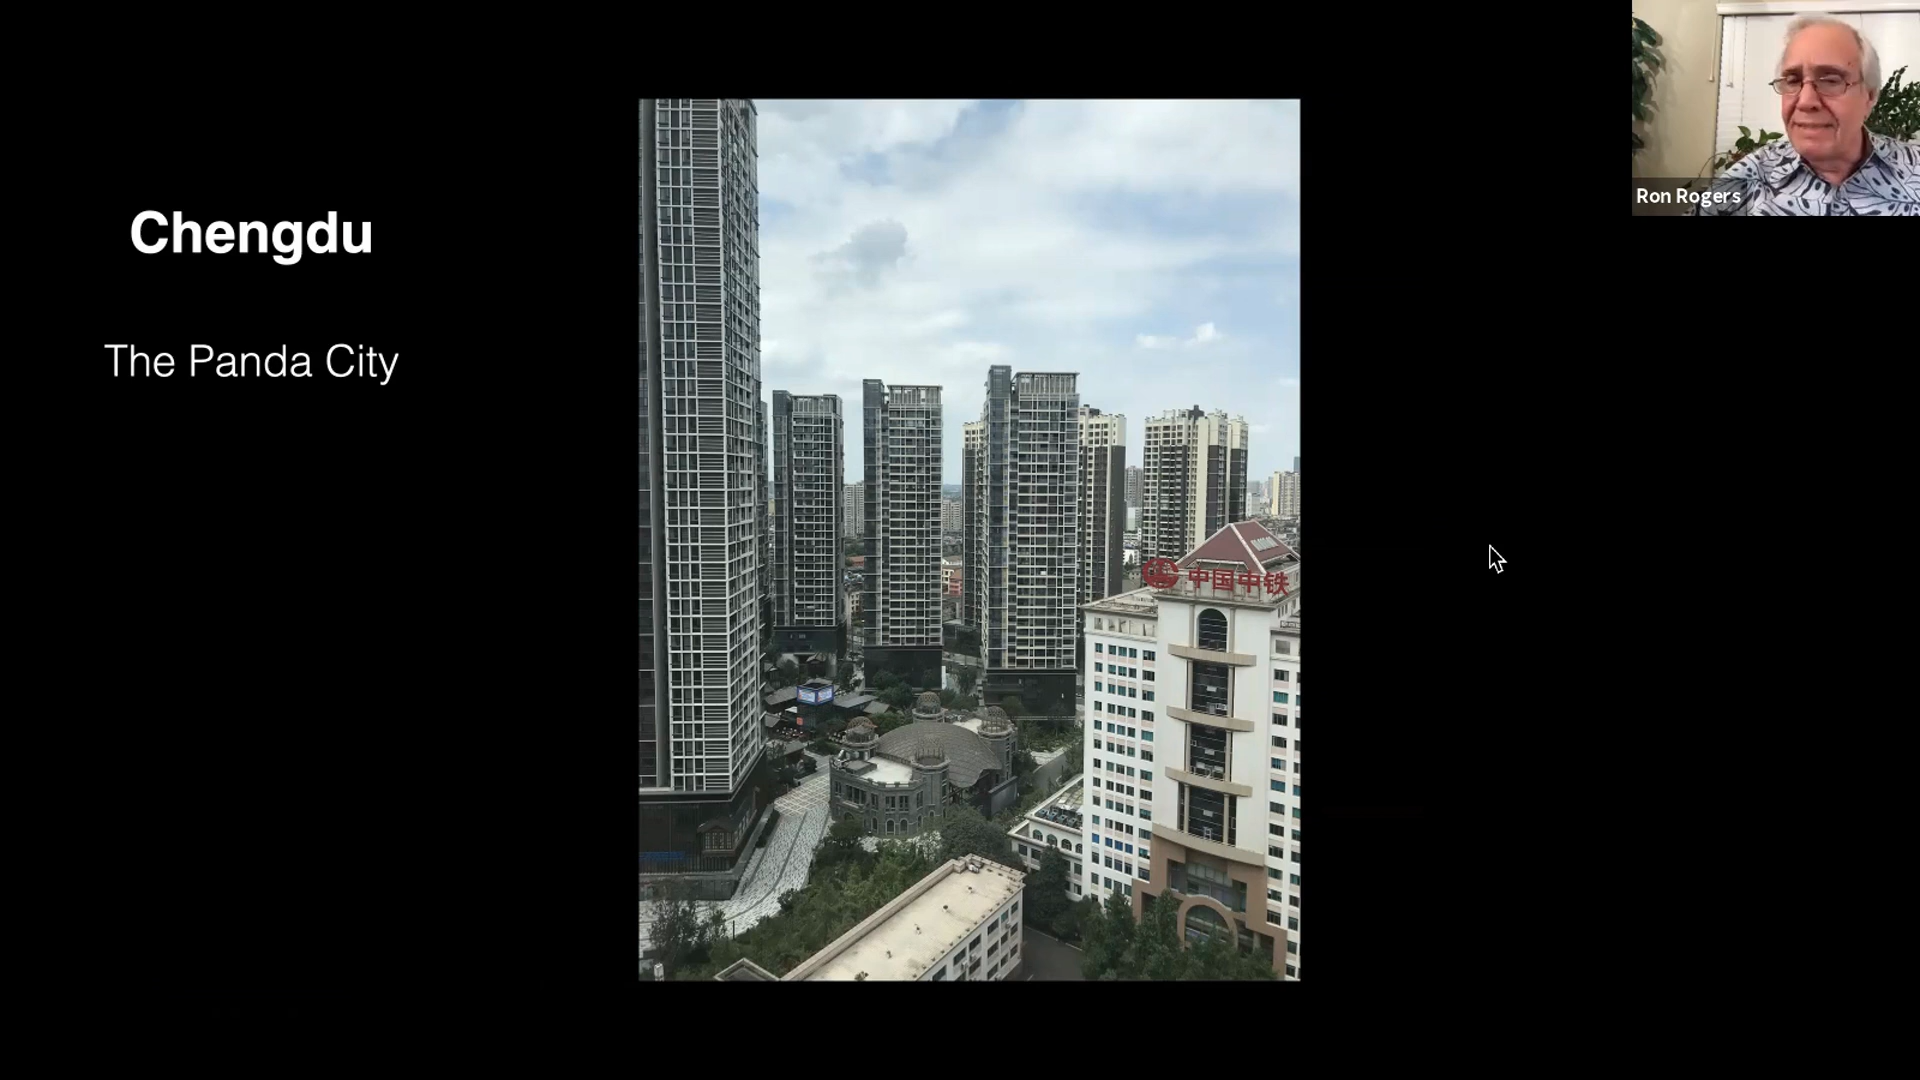 Chengdu
The Panda City
中国中铁
Ron Rogers